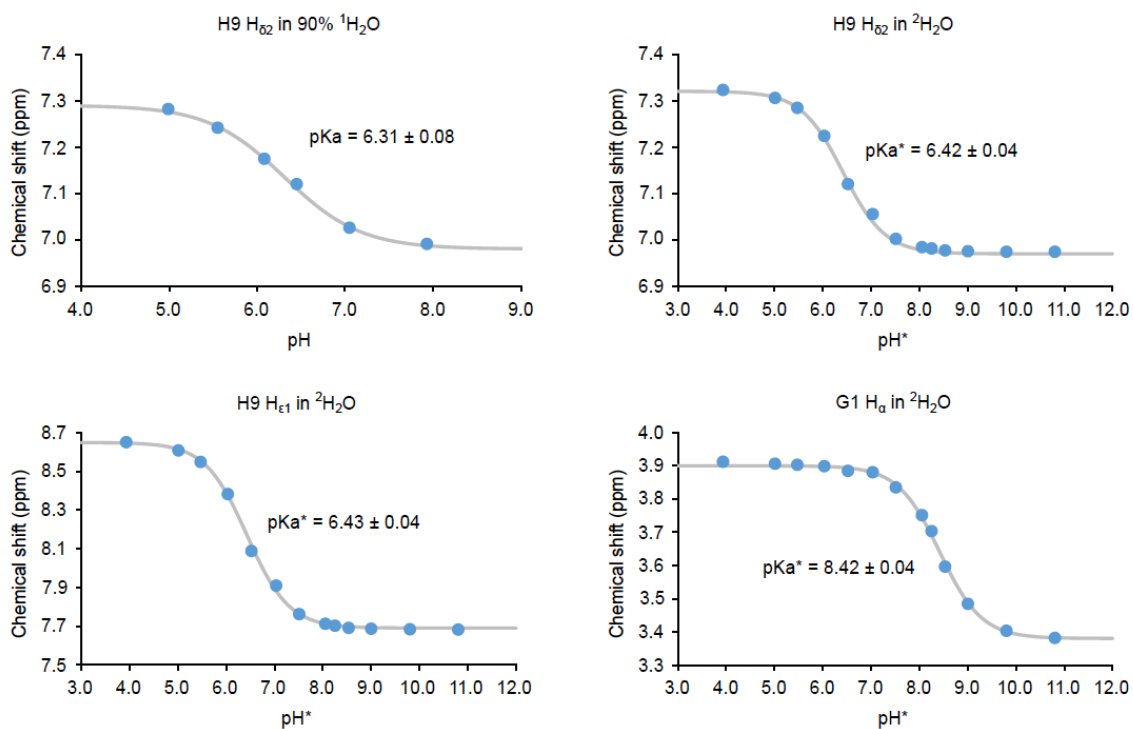 H9 Hδ2 in 90% ¹H₂O
Chemical shift (ppm)
7.4
7.3
7.2
7.1
7.0
6.9
pKa = 6.31 ± 0.08
4.0 5.0 6.0 7.0 8.0 9.0
pH
H9 Hδ2 in ²H₂O
Chemical shift (ppm)
7.4
7.3
7.2
7.1
7.0
6.9
pKa* = 6.42 ± 0.04
3.0 4.0 5.0 6.0 7.0 8.0 9.0 10.0 11.0 12.0
pH*
H9 Hε1 in ²H₂O
Chemical shift (ppm)
8.7
8.5
8.3
8.1
7.9
7.7
7.5
pKa* = 6.43 ± 0.04
3.0 4.0 5.0 6.0 7.0 8.0 9.0 10.0 11.0 12.0
pH*
G1 Hα in ²H₂O
Chemical shift (ppm)
4.0
3.9
3.8
3.7
3.6
3.5
3.4
3.3
pKa* = 8.42 ± 0.04
3.0 4.0 5.0 6.0 7.0 8.0 9.0 10.0 11.0 12.0
pH*